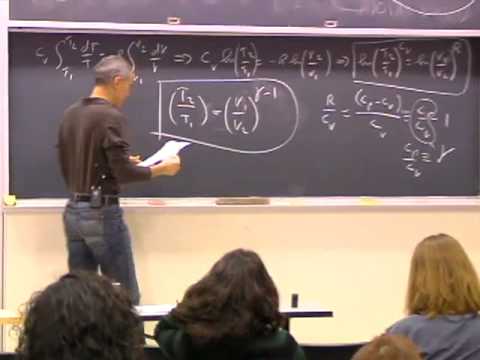 C_v ∫_{T_1}^{T_2} dT/T = -R ∫_{V_1}^{V_2} dV/V ⇒ C_v ln(T_2/T_1) = -R ln(V_2/V_1) ⇒ ln(T_2/T_1)^{C_v} = ln(V_1/V_2)^R
(T_2/T_1) = (V_1/V_2)^{γ-1}
R/C_v = (C_p - C_v)/C_v = C_p/C_v - 1
C_p/C_v ≡ γ